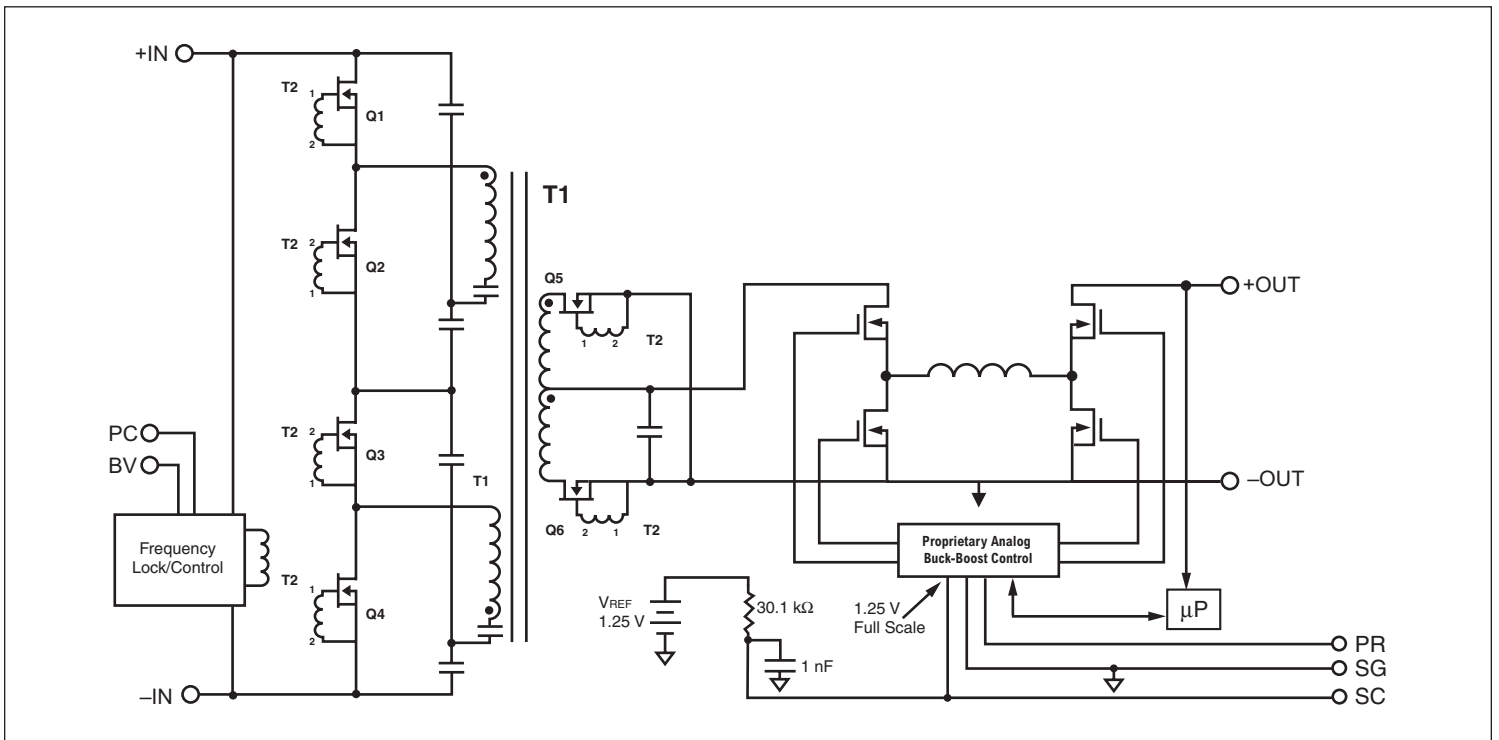 +IN
T2
1
Q1
2
T1
T2
2
Q2
1
Q5
1 2
T2
+OUT
PC
BV
T2
2
Q3
1
T1
–OUT
Q6
2 1
T2
Frequency
Lock/Control
T2
1
Q4
2
Proprietary Analog
Buck-Boost Control
VREF
1.25 V
30.1 kΩ
1.25 V
Full Scale
μP
1 nF
PR
SG
SC
–IN